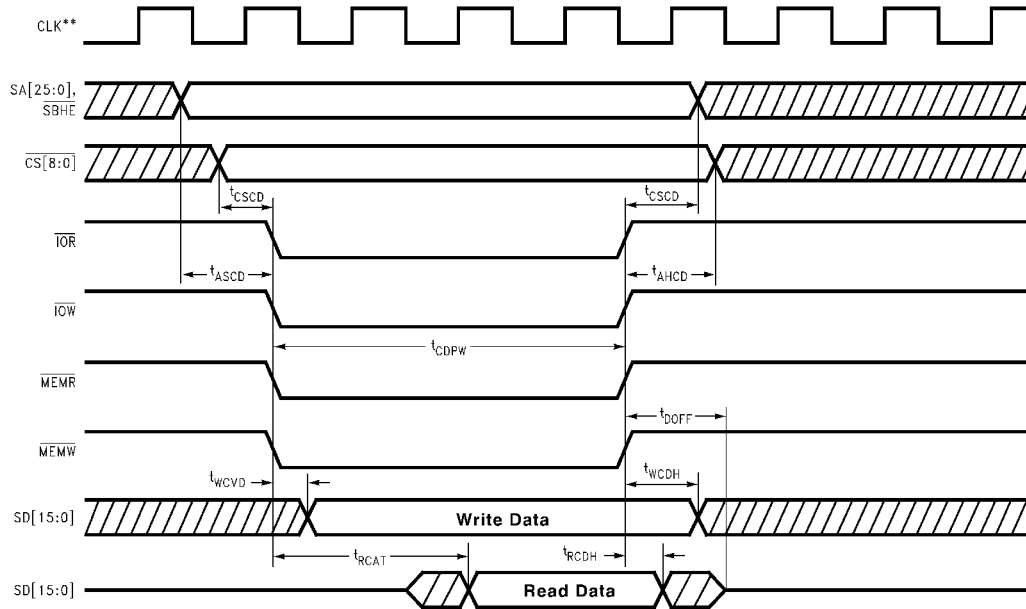 CLK**
SA[25:0],
SBHE
CS[8:0]
tCSCD
tCSCD
IOR
tASCD
tAHCD
IOW
tCDPW
MEMR
tDOFF
MEMW
tWCVD
tWCDH
SD[15:0]
Write Data
tRCAT
tRCDH
SD[15:0]
Read Data